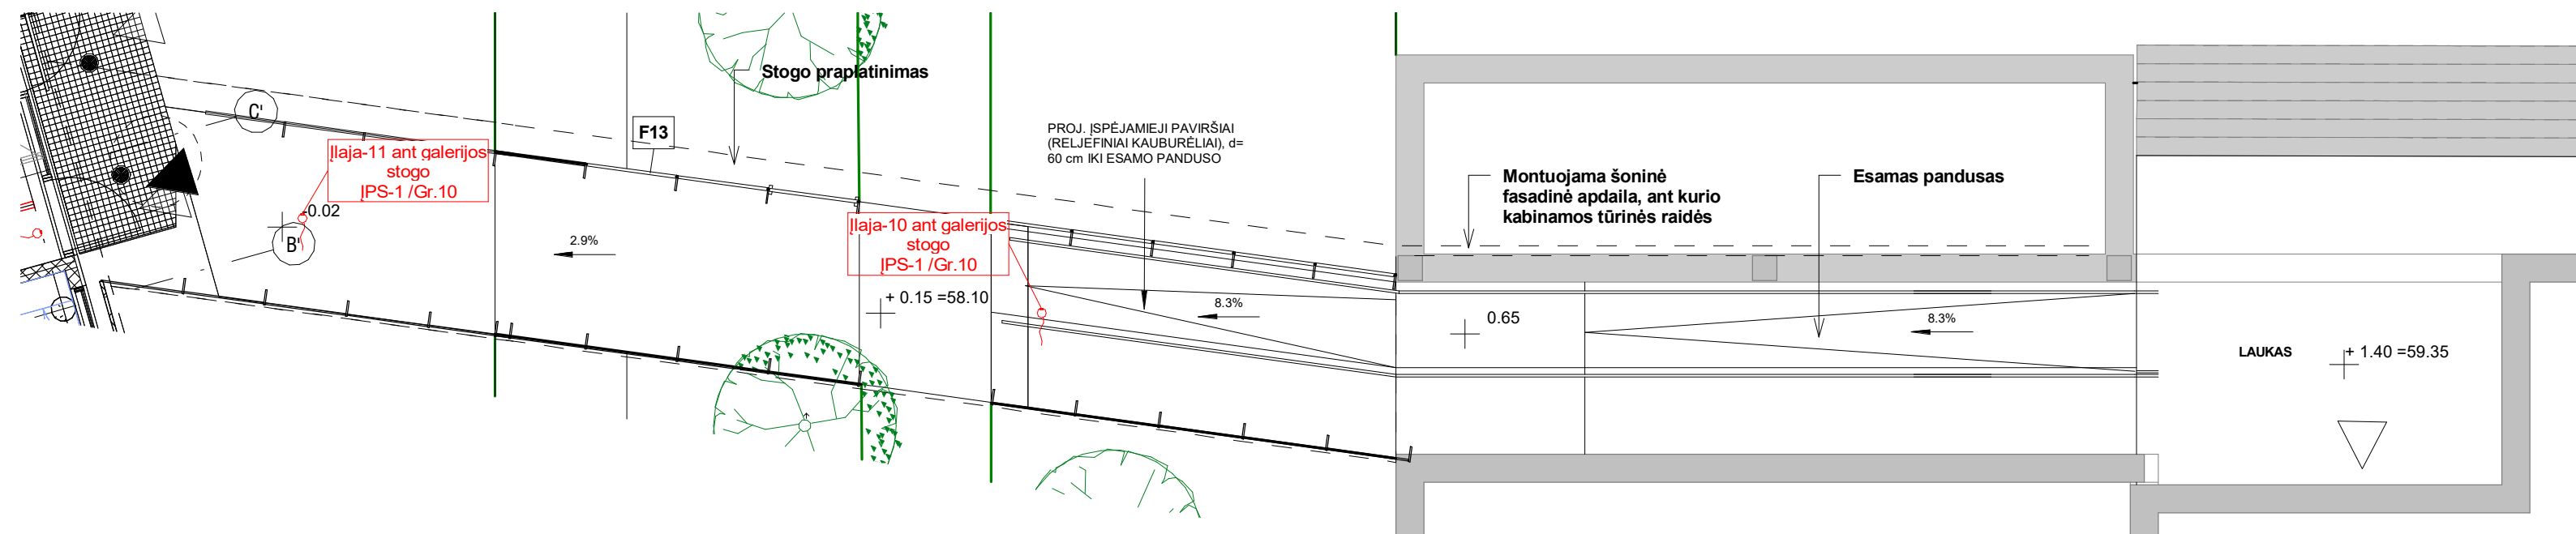 Stogo praplatinimas
C'
F13
Įlaja-11 ant galerijos
stogo
ĮPS-1 /Gr.10
-0.02
B'
2.9%
PROJ. ĮSPĖJAMIEJI PAVIRŠIAI
(RELJEFINIAI KAUBURĖLIAI), d=
60 cm IKI ESAMO PANDUSO
Įlaja-10 ant galerijos
stogo
ĮPS-1 /Gr.10
+ 0.15 =58.10
8.3%
Montuojama šoninė
fasadinė apdaila, ant kurio
kabinamos tūrinės raidės
Esamas pandusas
0.65
8.3%
LAUKAS
+ 1.40 =59.35